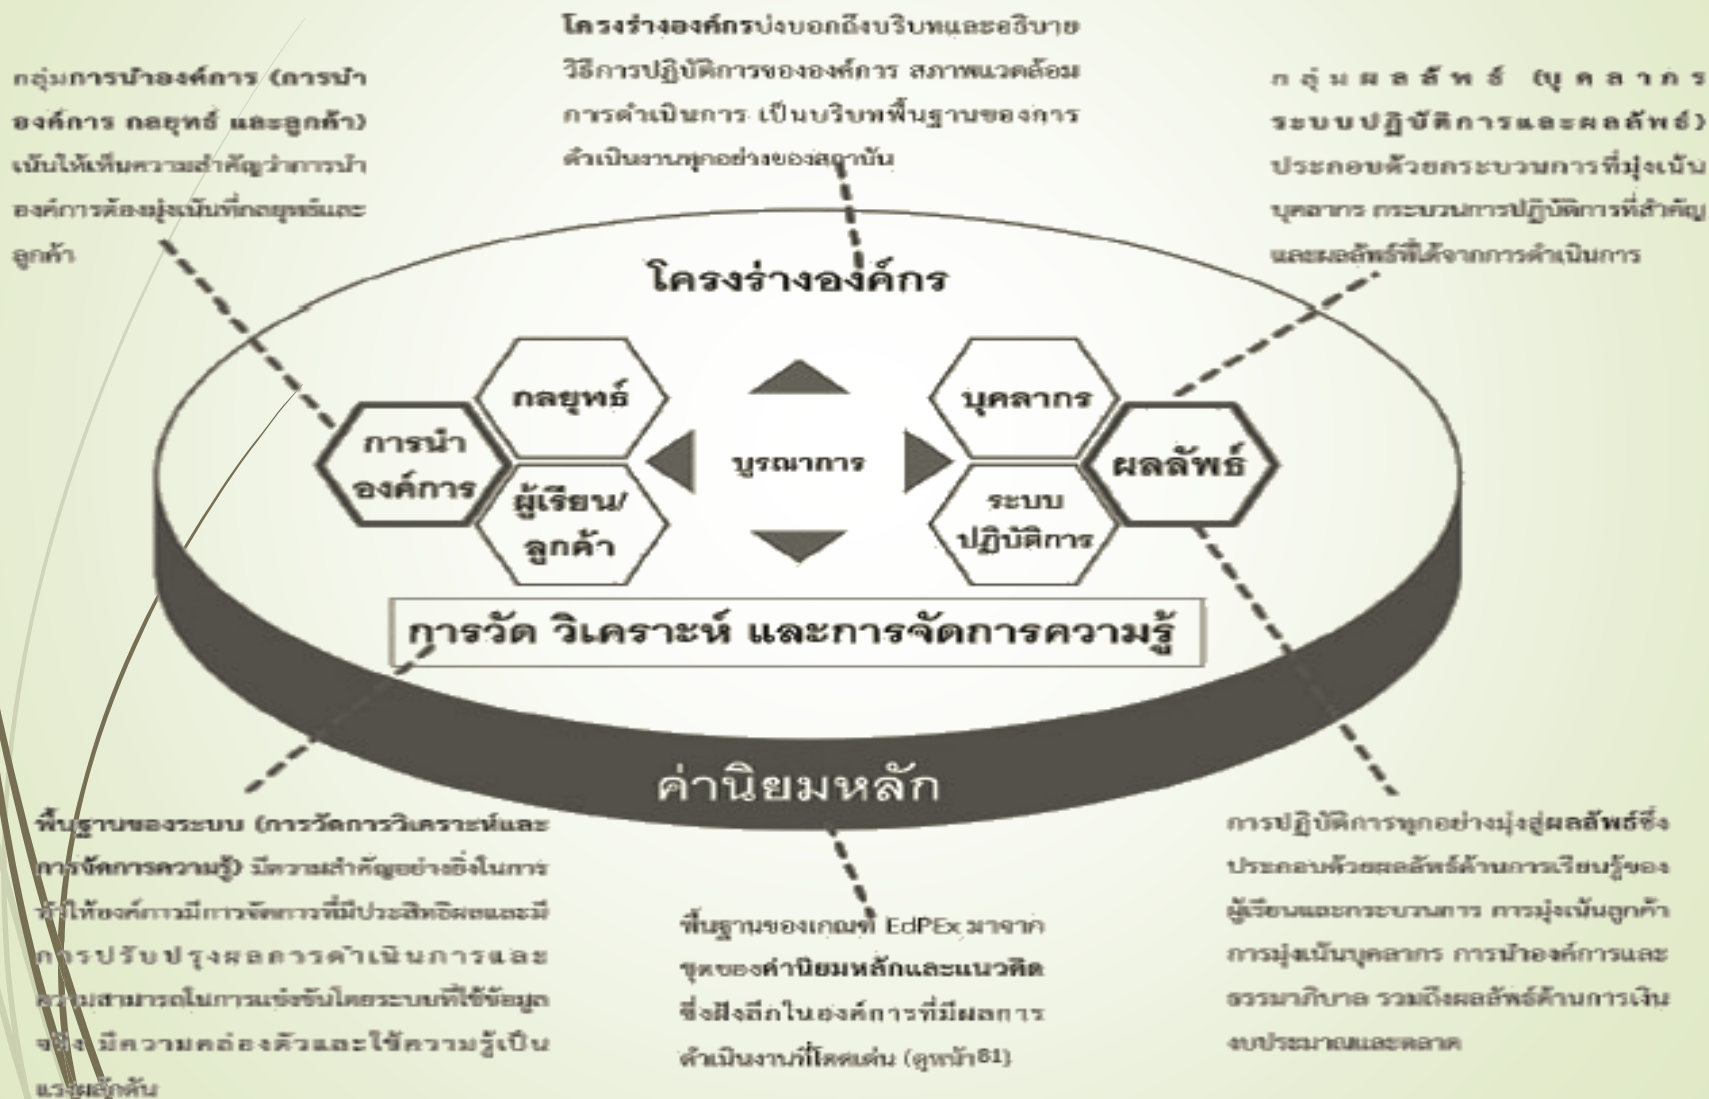 โครงร่างองค์กรบ่งบอกถึงบริบทและอธิบาย
วิธีการปฏิบัติการขององค์การ สภาพแวดล้อม
การดำเนินการ เป็นบริบทพื้นฐานของการ
ดำเนินงานทุกอย่างของสถาบัน
กลุ่มการนำองค์การ (การนำ
องค์การ กลยุทธ์ และลูกค้า)
เน้นให้เห็นความสำคัญว่าการนำ
องค์การต้องมุ่งเน้นที่กลยุทธ์และ
ลูกค้า
กลุ่มผลลัพธ์ (บุคลากร
ระบบปฏิบัติการและผลลัพธ์)
ประกอบด้วยกระบวนการที่มุ่งเน้น
บุคลากร กระบวนการปฏิบัติการที่สำคัญ
และผลลัพธ์ที่ได้จากการดำเนินการ
โครงร่างองค์กร
กลยุทธ์
การนำ
องค์การ
ผู้เรียน/
ลูกค้า
บูรณาการ
บุคลากร
ผลลัพธ์
ระบบ
ปฏิบัติการ
การวัด วิเคราะห์ และการจัดการความรู้
ค่านิยมหลัก
พื้นฐานของระบบ (การวัดการวิเคราะห์และ
การจัดการความรู้) มีความสำคัญอย่างยิ่งในการ
ทำให้องค์การมีการจัดการที่มีประสิทธิผลและมี
การปรับปรุงผลการดำเนินการและ
ความสามารถในการแข่งขันโดยระบบที่ใช้ข้อมูล
จริง มีความคล่องตัวและใช้ความรู้เป็น
แรงผลักดัน
พื้นฐานของเกณฑ์ EdPEx มาจาก
ชุดของค่านิยมหลักและแนวคิด
ซึ่งฝังลึกในองค์การที่มีผลการ
ดำเนินงานที่โดดเด่น (ดูหน้า81)
การปฏิบัติการทุกอย่างมุ่งสู่ผลลัพธ์ซึ่ง
ประกอบด้วยผลลัพธ์ด้านการเรียนรู้ของ
ผู้เรียนและกระบวนการ การมุ่งเน้นลูกค้า
การมุ่งเน้นบุคลากร การนำองค์การและ
ธรรมาภิบาล รวมถึงผลลัพธ์ด้านการเงิน
งบประมาณและตลาด